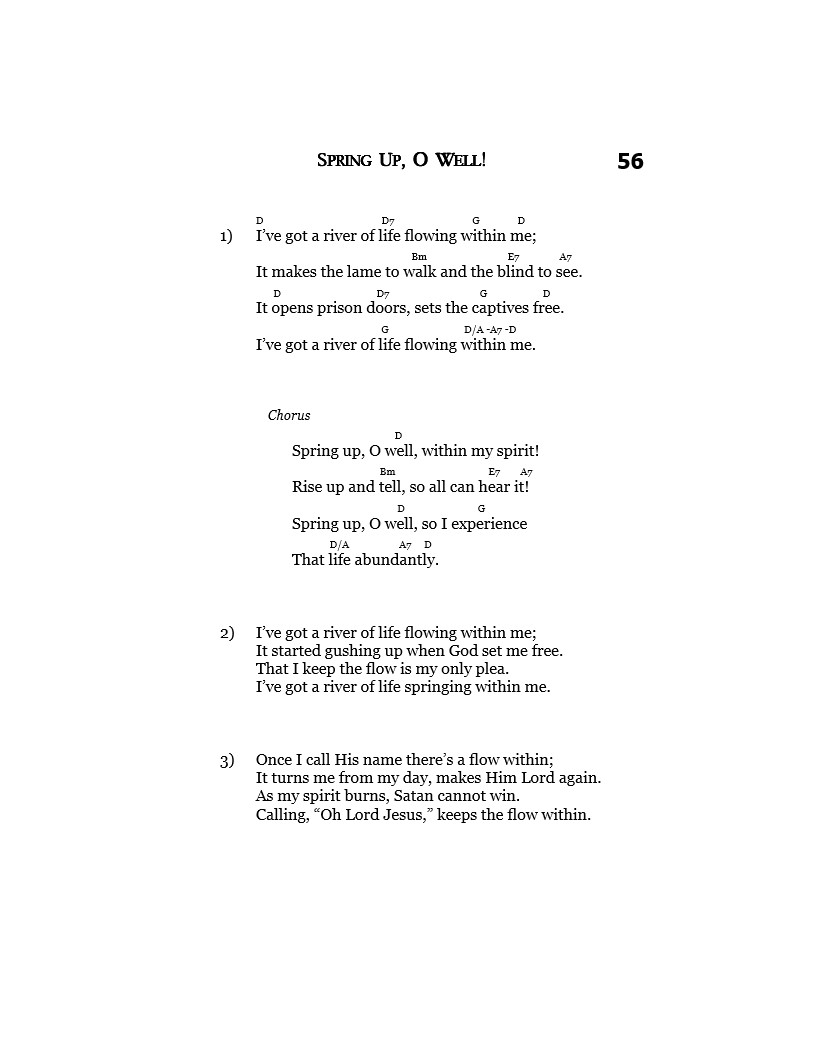 SPRING UP, O WELL!
56
D D7 G D
1) I’ve got a river of life flowing within me;
Bm E7 A7
It makes the lame to walk and the blind to see.
D D7 G D
It opens prison doors, sets the captives free.
G D/A -A7 -D
I’ve got a river of life flowing within me.
Chorus
D
Spring up, O well, within my spirit!
Bm E7 A7
Rise up and tell, so all can hear it!
D G
Spring up, O well, so I experience
D/A A7 D
That life abundantly.
2) I’ve got a river of life flowing within me;
It started gushing up when God set me free.
That I keep the flow is my only plea.
I’ve got a river of life springing within me.
3) Once I call His name there’s a flow within;
It turns me from my day, makes Him Lord again.
As my spirit burns, Satan cannot win.
Calling, “Oh Lord Jesus,” keeps the flow within.